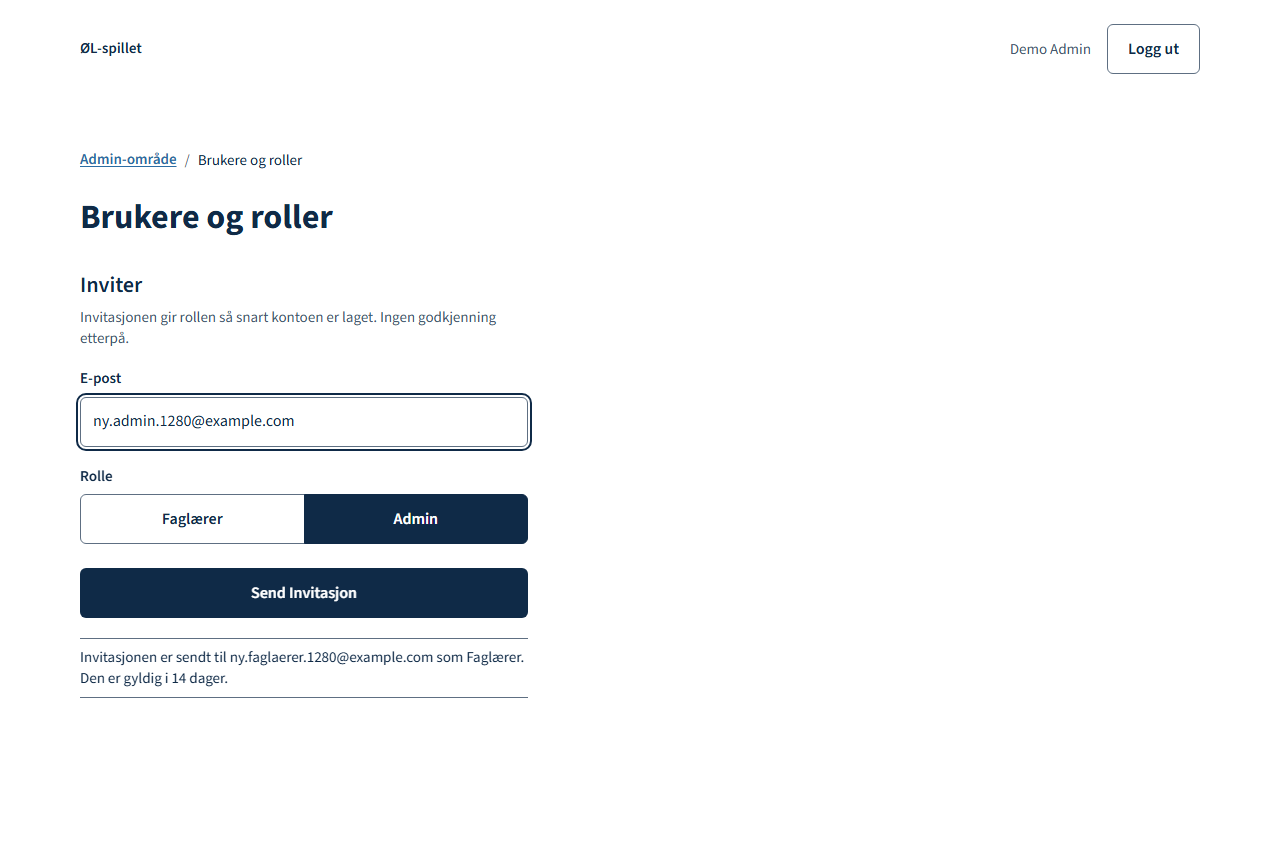 ØL-spillet
Demo Admin
Logg ut
Admin-område / Brukere og roller
Brukere og roller
Inviter
Invitasjonen gir rollen så snart kontoen er laget. Ingen godkjenning
etterpå.
E-post
ny.admin.1280@example.com
Rolle
Faglærer
Admin
Send Invitasjon
Invitasjonen er sendt til ny.faglaerer.1280@example.com som Faglærer.
Den er gyldig i 14 dager.